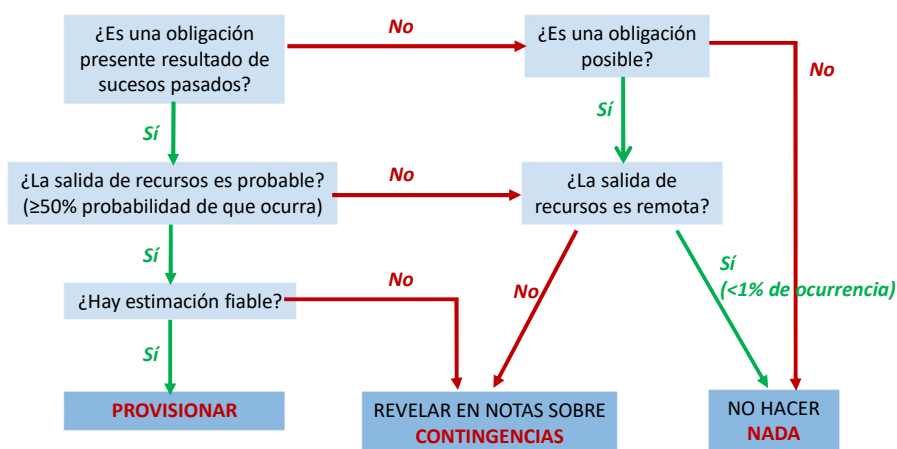 ¿Es una obligación
presente resultado de
sucesos pasados?
No
¿Es una obligación
posible?
No
Sí
Sí
¿La salida de recursos es probable?
(≥50% probabilidad de que ocurra)
No
¿La salida de
recursos es remota?
Sí
No
No
Sí
(<1% de ocurrencia)
¿Hay estimación fiable?
Sí
PROVISIONAR
REVELAR EN NOTAS SOBRE
CONTINGENCIAS
NO HACER
NADA